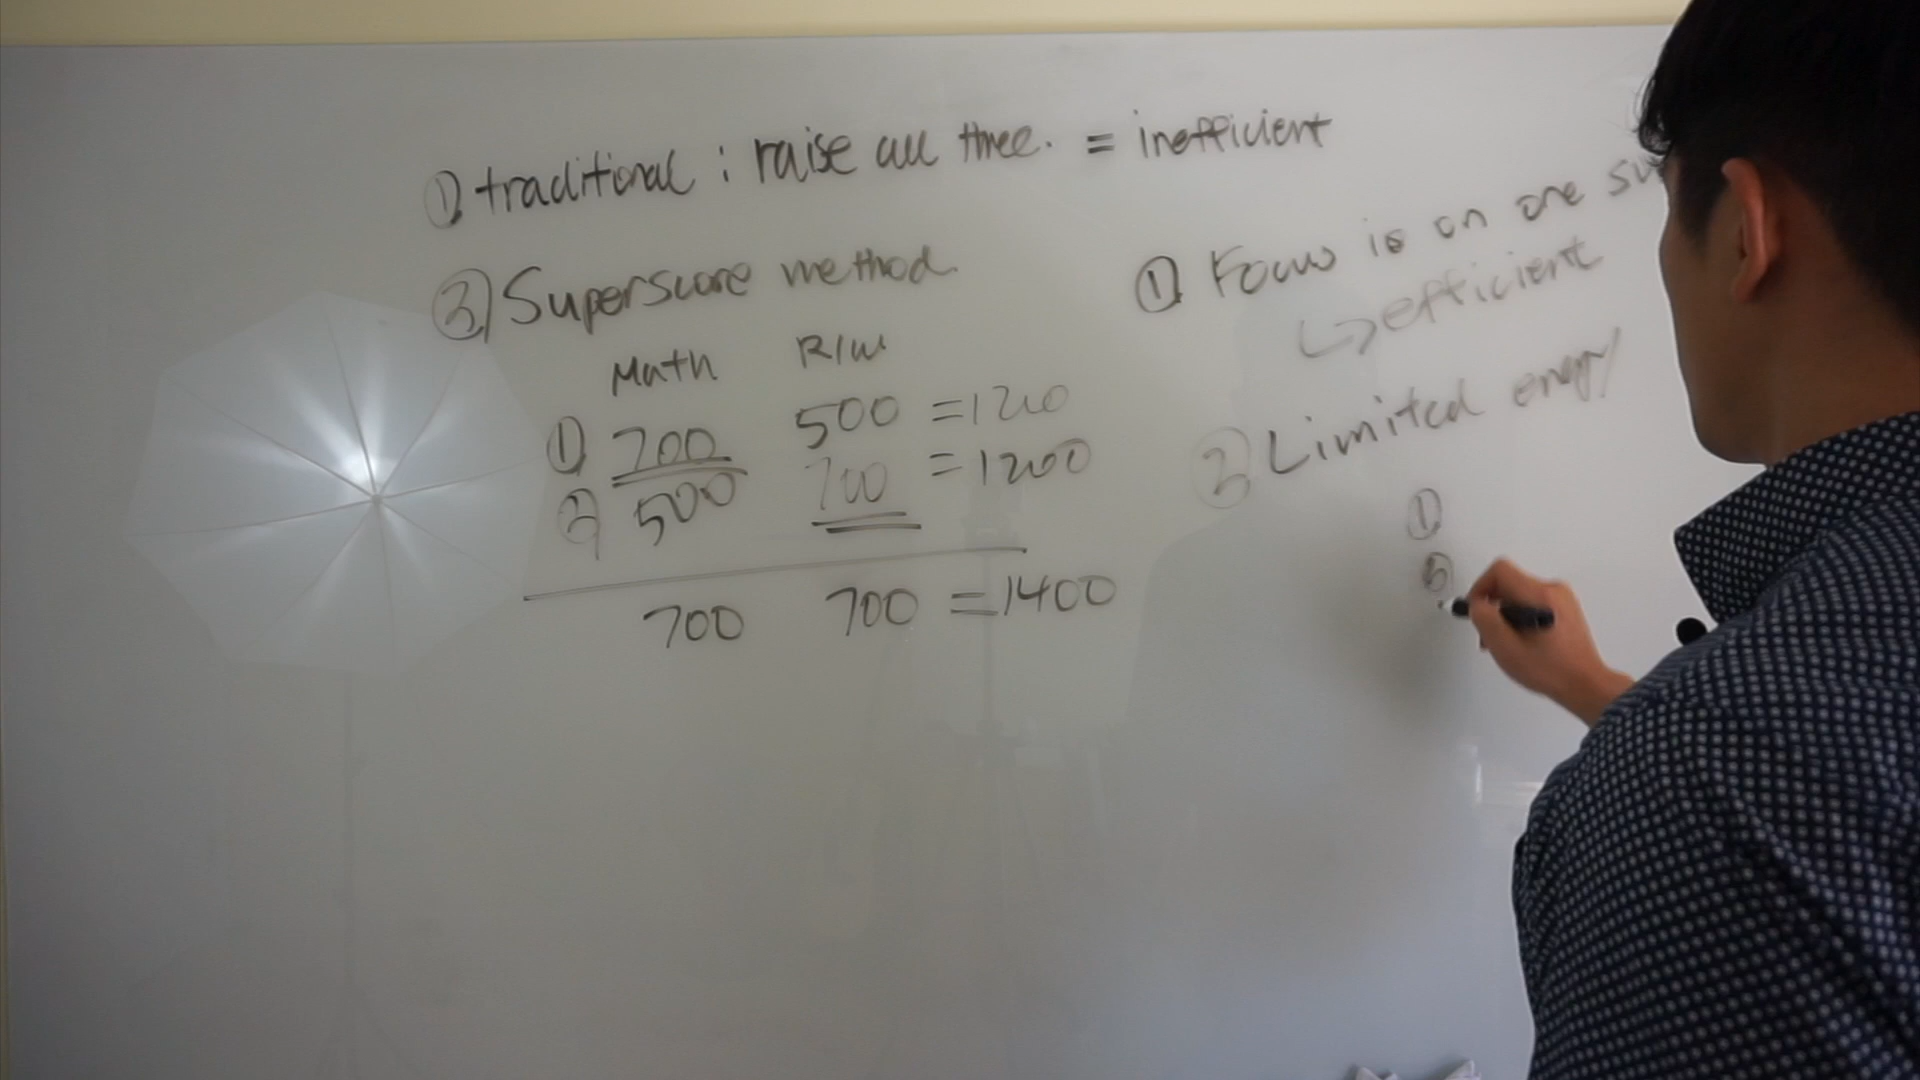 ① traditional : raise all three. = inefficient
② Superscore method
Math R/W
① 700 500 = 1200
② 500 700 = 1200
700 700 = 1400
① Focus is on one
↳ efficient
② Limited energy
①